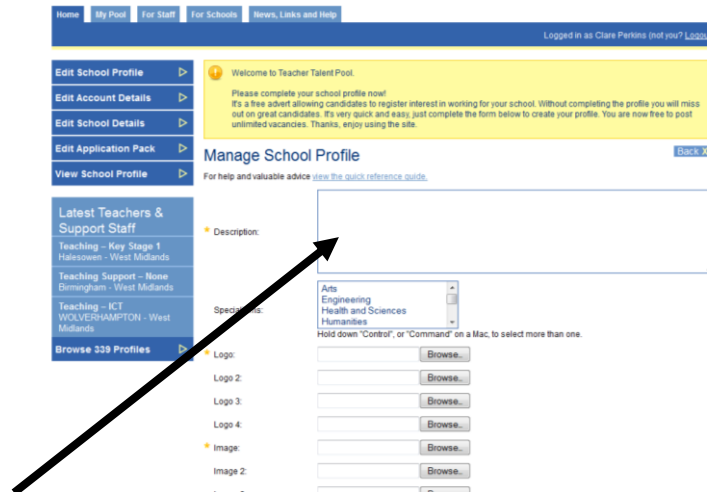 Home My Pool For Staff For Schools News, Links and Help
Logged in as Clare Perkins (not you? Logou
Edit School Profile
Edit Account Details
Edit School Details
Edit Application Pack
View School Profile
Latest Teachers &
Support Staff
Teaching – Key Stage 1
Halesowen - West Midlands
Teaching Support – None
Birmingham - West Midlands
Teaching – ICT
WOLVERHAMPTON - West
Midlands
Browse 339 Profiles
Welcome to Teacher Talent Pool.
Please complete your school profile now!
It's a free advert allowing candidates to register interest in working for your school. Without completing the profile you will miss
out on great candidates. It's very quick and easy, just complete the form below to create your profile. You are now free to post
unlimited vacancies. Thanks, enjoy using the site.
Manage School Profile
Back X
For help and valuable advice view the quick reference guide.
* Description:
Arts
Engineering
Health and Sciences
Humanities
Hold down "Control", or "Command" on a Mac, to select more than one.
* Logo: Browse..
Logo 2: Browse..
Logo 3: Browse..
Logo 4: Browse..
* Image: Browse..
Image 2: Browse..